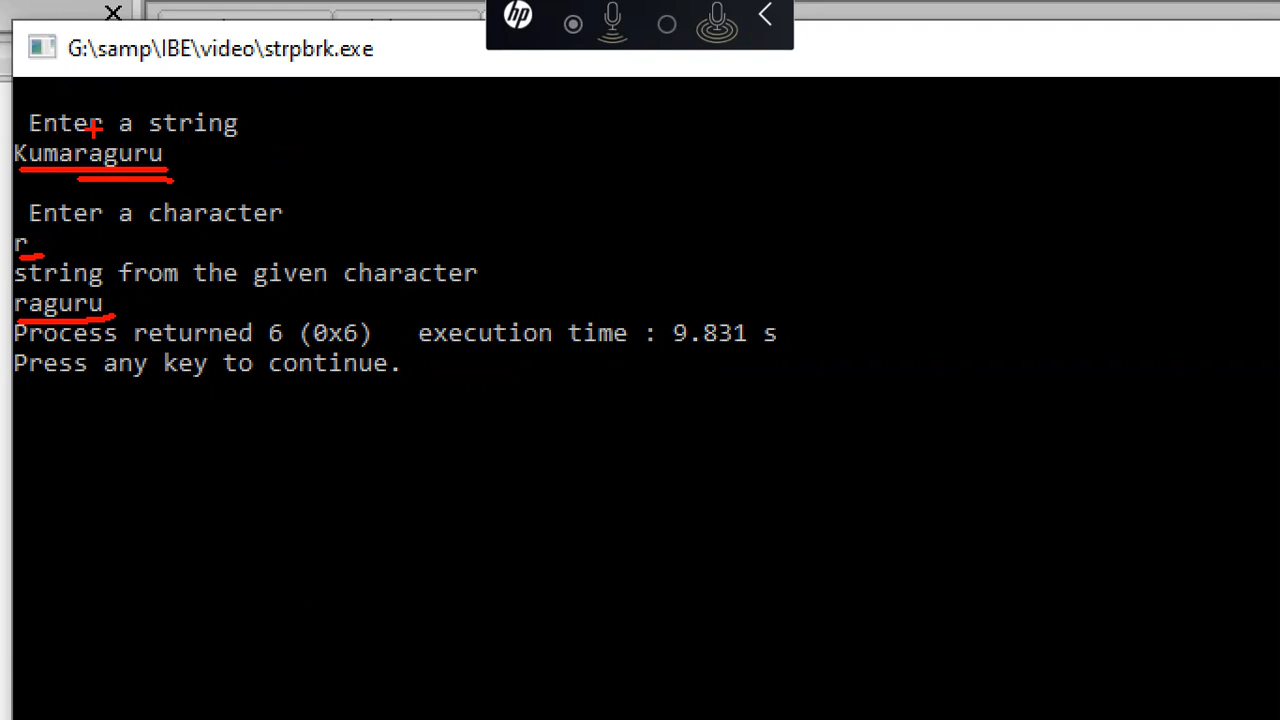 hp
G:\samp\IBE\video\strpbrk.exe
Enter a string
Kumaraguru
Enter a character
r
string from the given character
raguru
Process returned 6 (0x6)   execution time : 9.831 s
Press any key to continue.